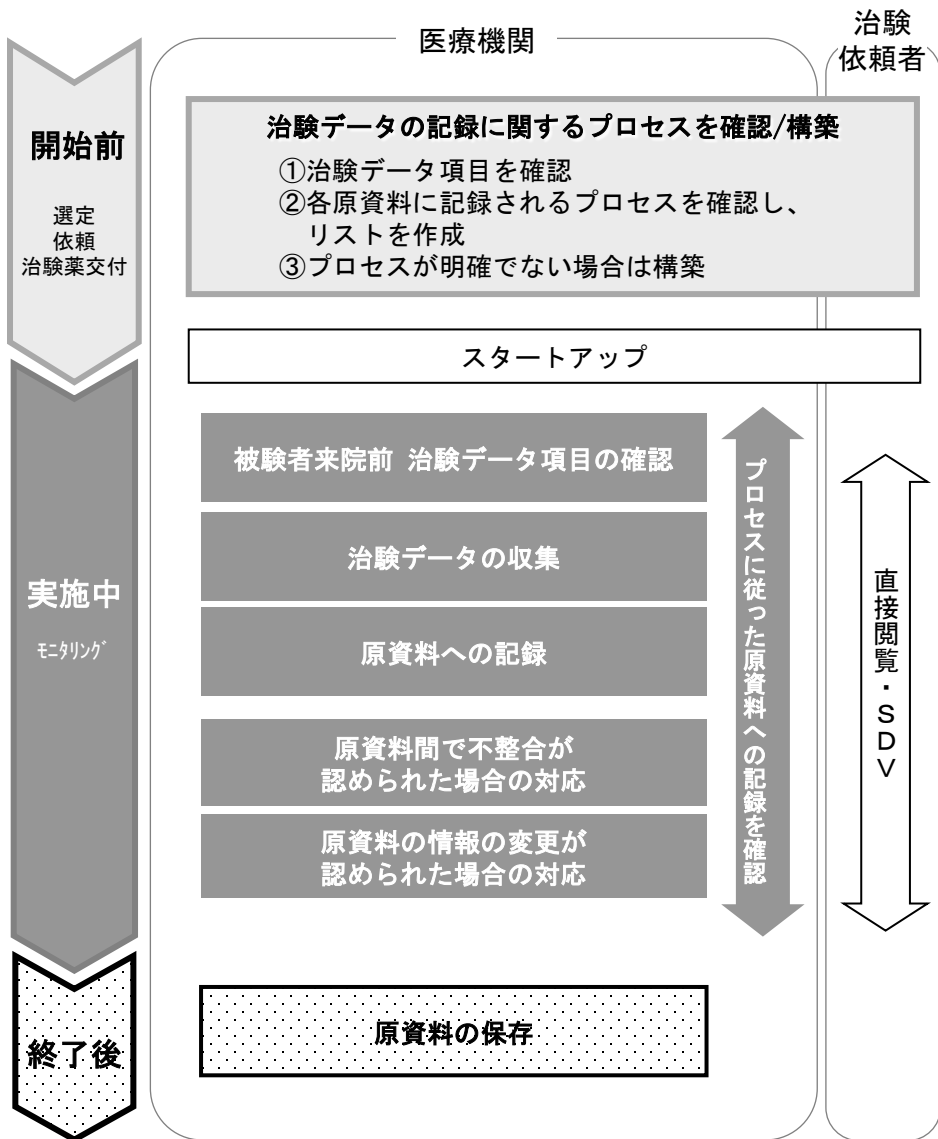 医療機関
治験
依頼者
開始前
選定
依頼
治験薬交付
治験データの記録に関するプロセスを確認/構築
①治験データ項目を確認
②各原資料に記録されるプロセスを確認し、
リストを作成
③プロセスが明確でない場合は構築
スタートアップ
実施中
ﾓﾆﾀﾘﾝｸﾞ
被験者来院前 治験データ項目の確認
治験データの収集
原資料への記録
原資料間で不整合が
認められた場合の対応
原資料の情報の変更が
認められた場合の対応
プロセスに従った原資料への記録を確認
直接閲覧・SDV
終了後
原資料の保存